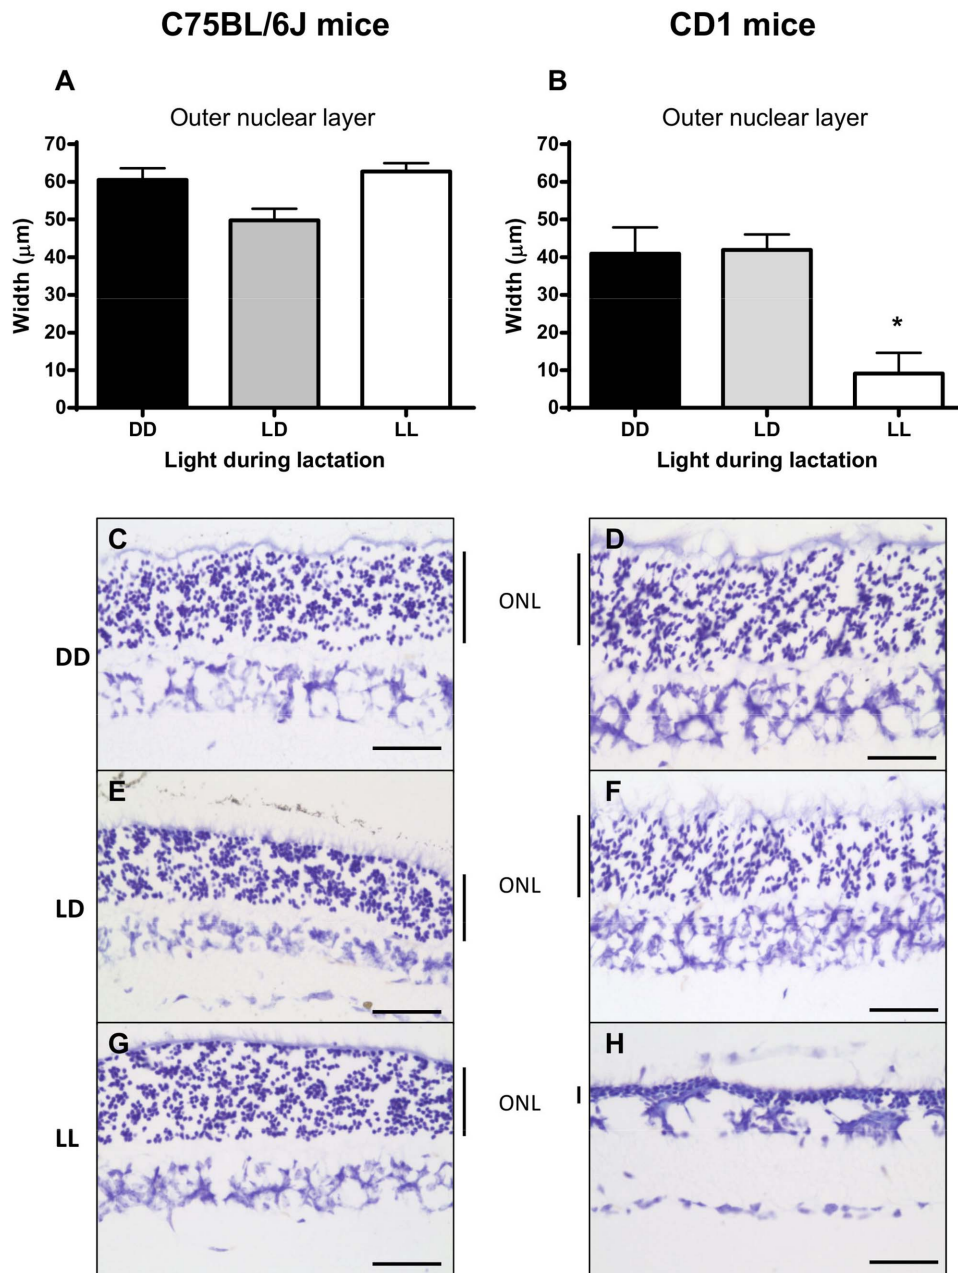 C75BL/6J mice
CD1 mice
A
Outer nuclear layer
Width (μm)
70
60
50
40
30
20
10
0
DD
LD
LL
Light during lactation
B
Outer nuclear layer
Width (μm)
70
60
50
40
30
20
10
0
*
DD
LD
LL
Light during lactation
DD
C
ONL
D
LD
E
ONL
F
LL
G
ONL
H